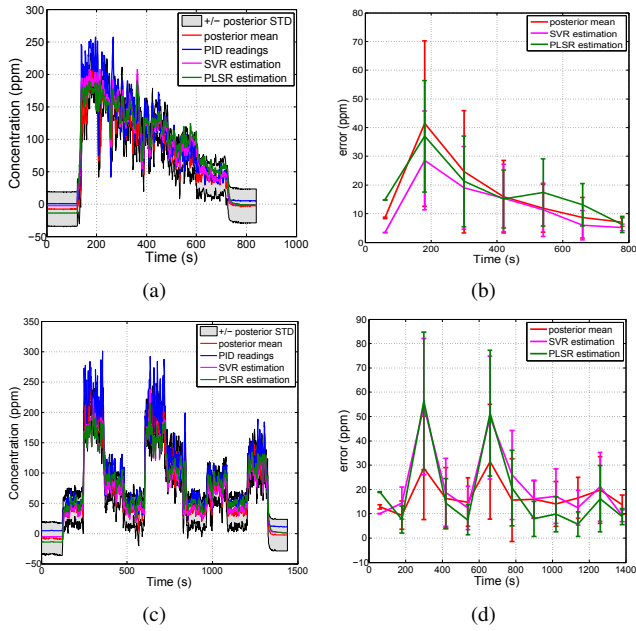 300
250
200
150
100
50
0
−50
0 200 400 600 800 1000
Concentration (ppm)
Time (s)
+/− posterior STD
posterior mean
PID readings
SVR estimation
PLSR estimation
(a)
80
70
60
50
40
30
20
10
0
0 200 400 600 800
error (ppm)
Time (s)
posterior mean
SVR estimation
PLSR estimation
(b)
350
300
250
200
150
100
50
0
−50
0 500 1000 1500
Concentration (ppm)
Time (s)
+/− posterior STD
posterior mean
PID readings
SVR estimation
PLSR estimation
(c)
90
80
70
60
50
40
30
20
10
0
−10
0 200 400 600 800 1000 1200 1400
error (ppm)
Time (s)
posterior mean
SVR estimation
PLSR estimation
(d)